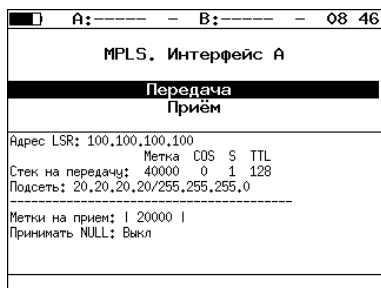 A:----- - B:----- - 08 46
MPLS. Интерфейс А
Передача
Приём
Адрес LSR: 100.100.100.100
Метка COS S TTL
Стек на передачу: 40000 0 1 128
Подсеть: 20.20.20.20/255.255.255.0
----------------------------------------
Метки на прием: | 20000 |
Принимать NULL: Выкл